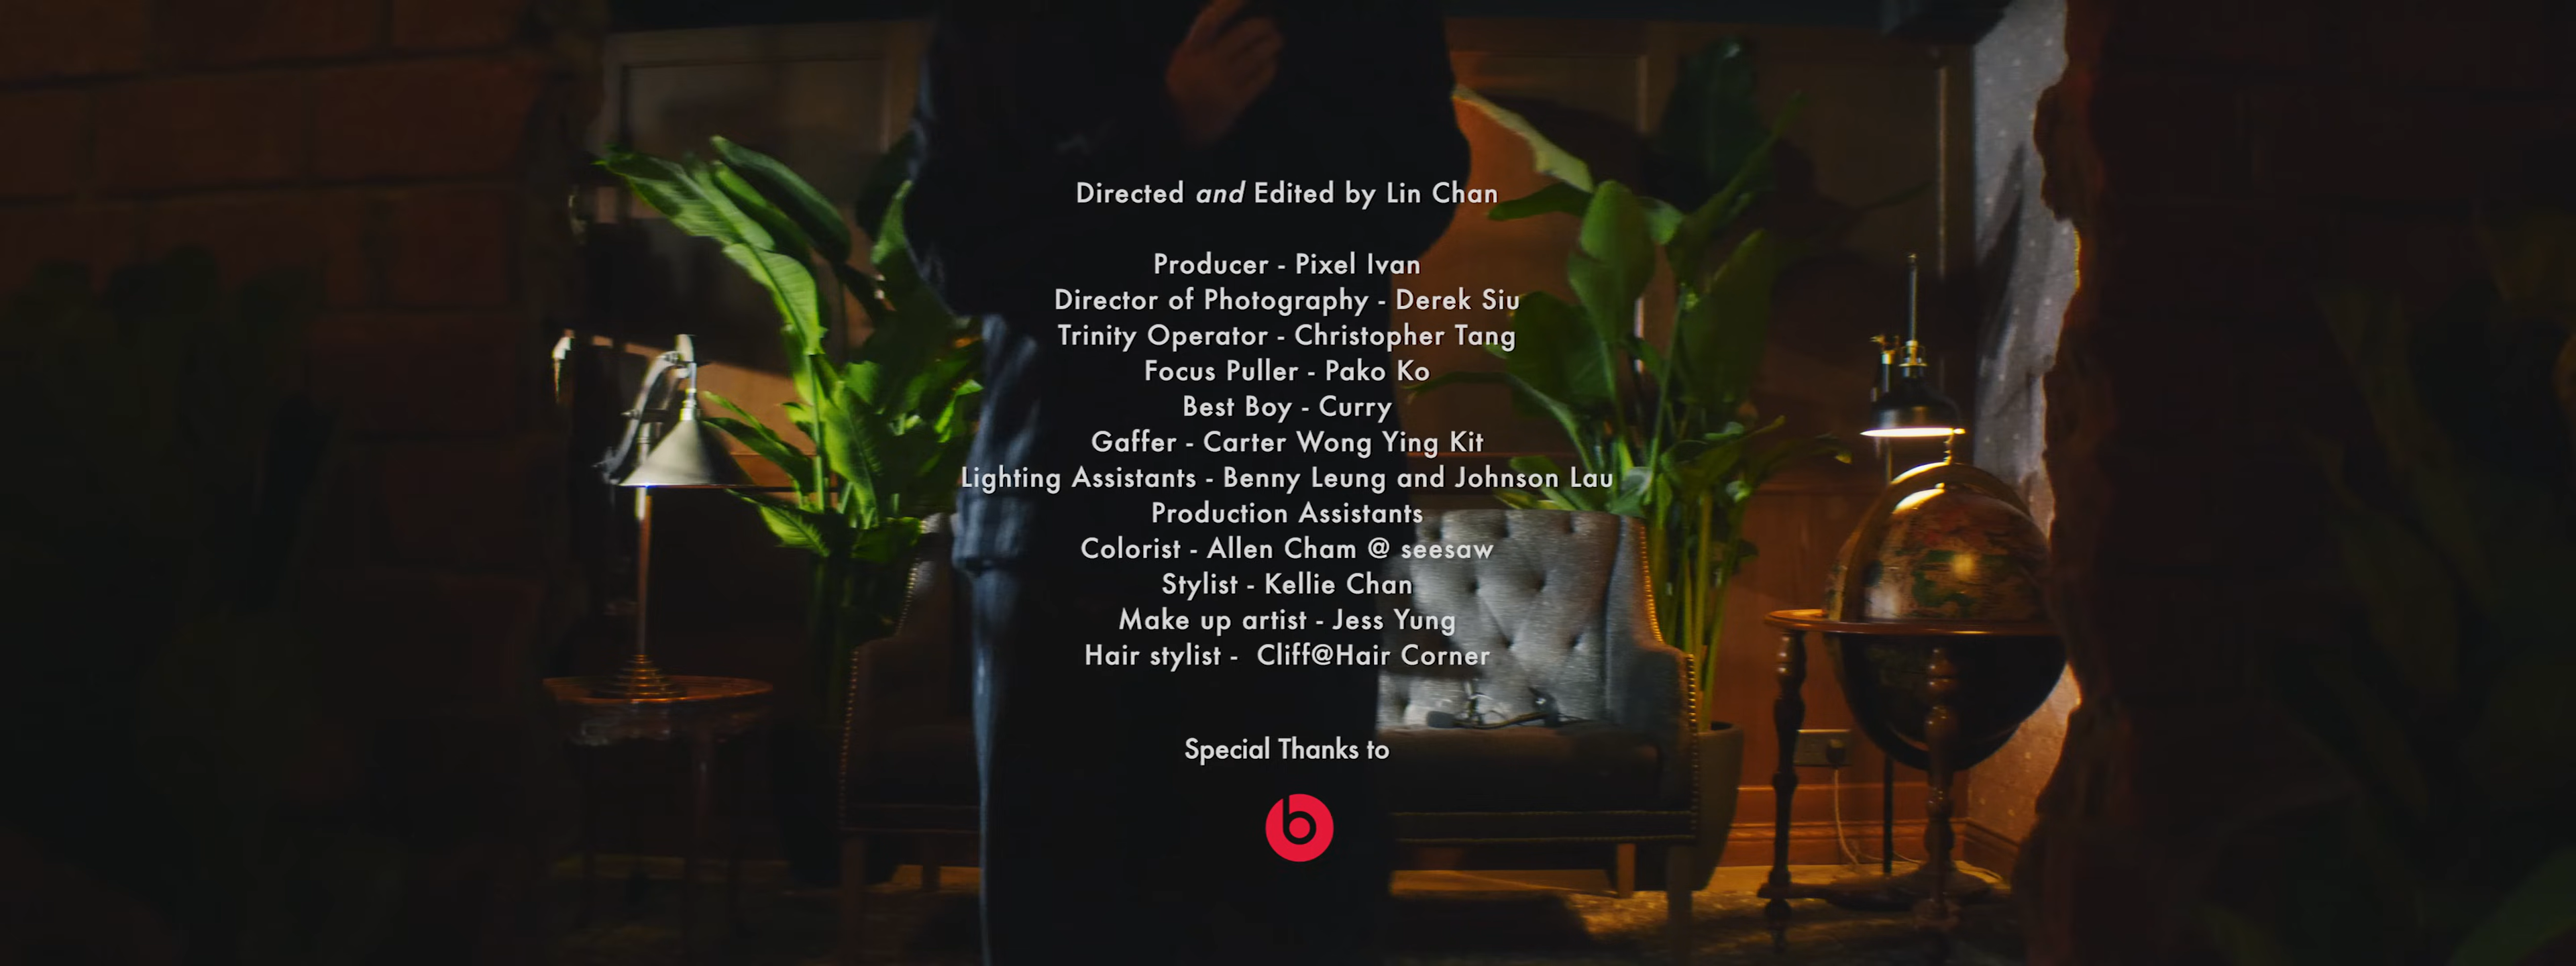 Directed and Edited by Lin Chan
Producer - Pixel Ivan
Director of Photography - Derek Siu
Trinity Operator - Christopher Tang
Focus Puller - Pako Ko
Best Boy - Curry
Gaffer - Carter Wong Ying Kit
Lighting Assistants - Benny Leung and Johnson Lau
Production Assistants
Colorist - Allen Cham @ seesaw
Stylist - Kellie Chan
Make up artist - Jess Yung
Hair stylist -  Cliff@Hair Corner
Special Thanks to
b